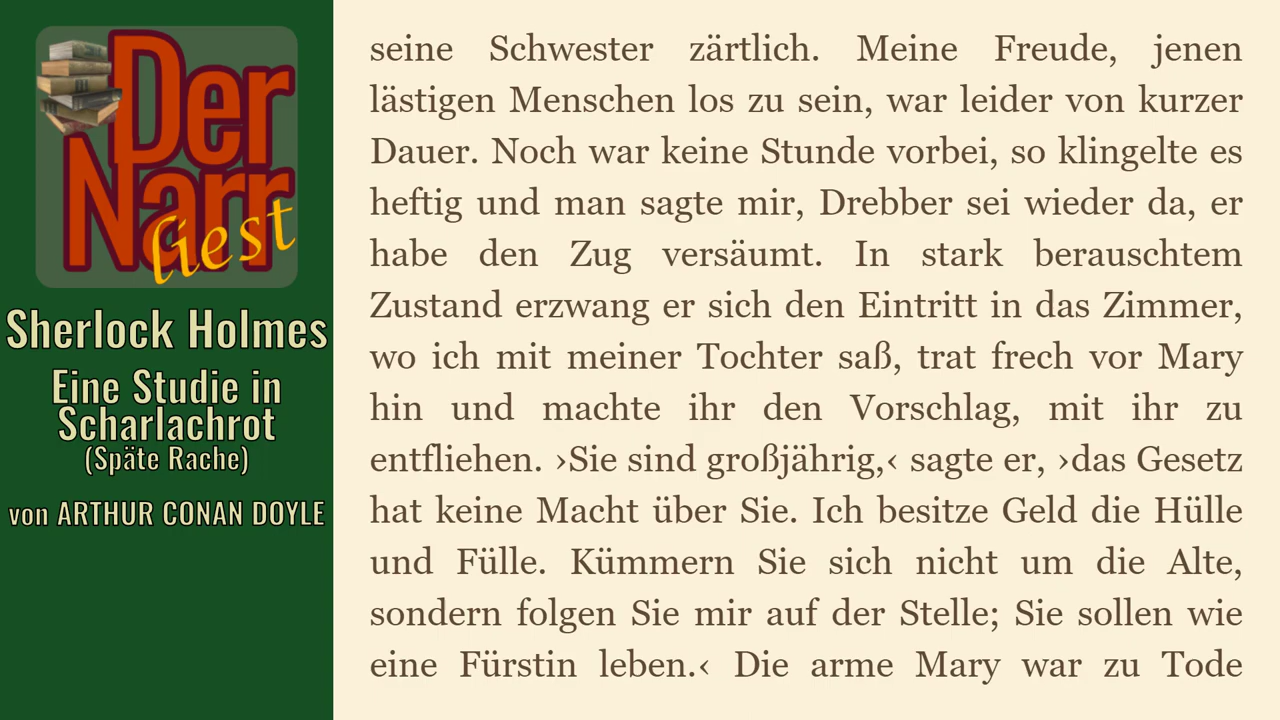 Der
Narr
liest
Sherlock Holmes
Eine Studie in
Scharlachrot
(Späte Rache)
von ARTHUR CONAN DOYLE
seine Schwester zärtlich. Meine Freude, jenen
lästigen Menschen los zu sein, war leider von kurzer
Dauer. Noch war keine Stunde vorbei, so klingelte es
heftig und man sagte mir, Drebber sei wieder da, er
habe den Zug versäumt. In stark berauschtem
Zustand erzwang er sich den Eintritt in das Zimmer,
wo ich mit meiner Tochter saß, trat frech vor Mary
hin und machte ihr den Vorschlag, mit ihr zu
entfliehen. ›Sie sind großjährig,‹ sagte er, ›das Gesetz
hat keine Macht über Sie. Ich besitze Geld die Hülle
und Fülle. Kümmern Sie sich nicht um die Alte,
sondern folgen Sie mir auf der Stelle; Sie sollen wie
eine Fürstin leben.‹ Die arme Mary war zu Tode